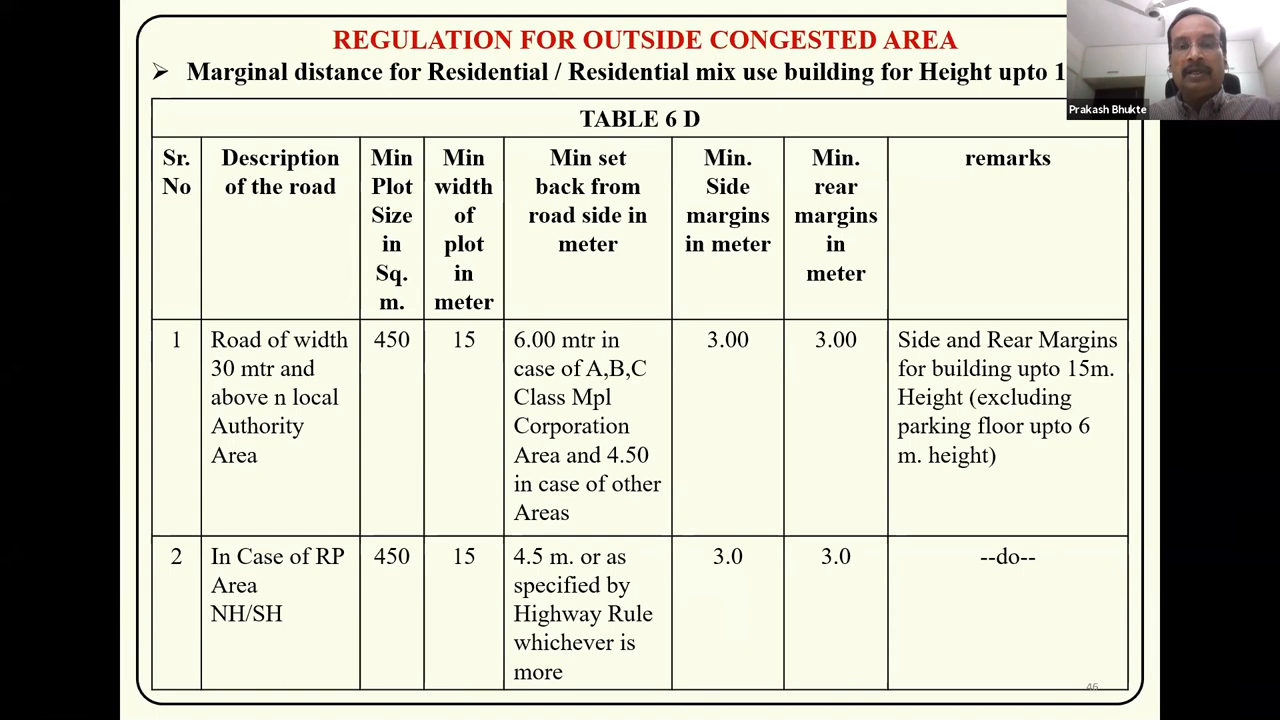 REGULATION FOR OUTSIDE CONGESTED AREA
➢ Marginal distance for Residential / Residential mix use building for Height upto 1
Prakash Bhukte
TABLE 6 D
Sr. No
Description of the road
Min Plot Size in Sq. m.
Min width of plot in meter
Min set back from road side in meter
Min. Side margins in meter
Min. rear margins in meter
remarks
1
Road of width
30 mtr and
above n local
Authority
Area
450
15
6.00 mtr in
case of A,B,C
Class Mpl
Corporation
Area and 4.50
in case of other
Areas
3.00
3.00
Side and Rear Margins
for building upto 15m.
Height (excluding
parking floor upto 6
m. height)
2
In Case of RP
Area
NH/SH
450
15
4.5 m. or as
specified by
Highway Rule
whichever is
more
3.0
3.0
--do--
46